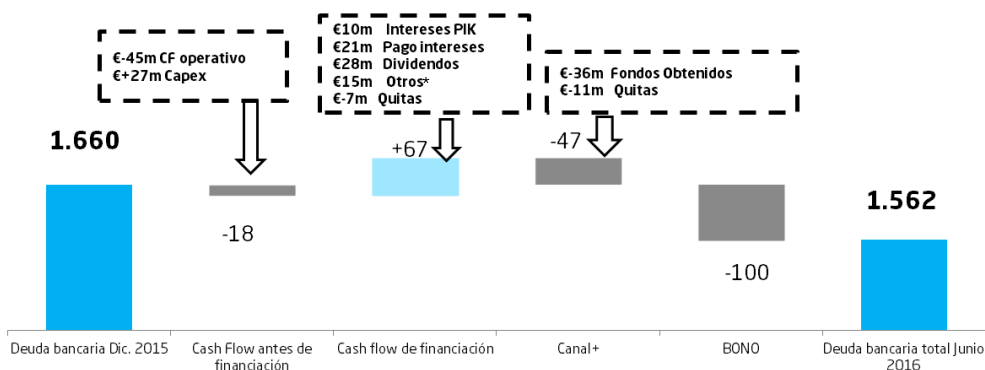 €-45m CF operativo
€+27m Capex
€10m Intereses PIK
€21m Pago intereses
€28m Dividendos
€15m Otros*
€-7m Quitas
€-36m Fondos Obtenidos
€-11m Quitas
1.660
-18
+67
-47
-100
1.562
Deuda bancaria Dic. 2015
Cash Flow antes de
financiación
Cash flow de financiación
Canal+
BONO
Deuda bancaria total Junio
2016